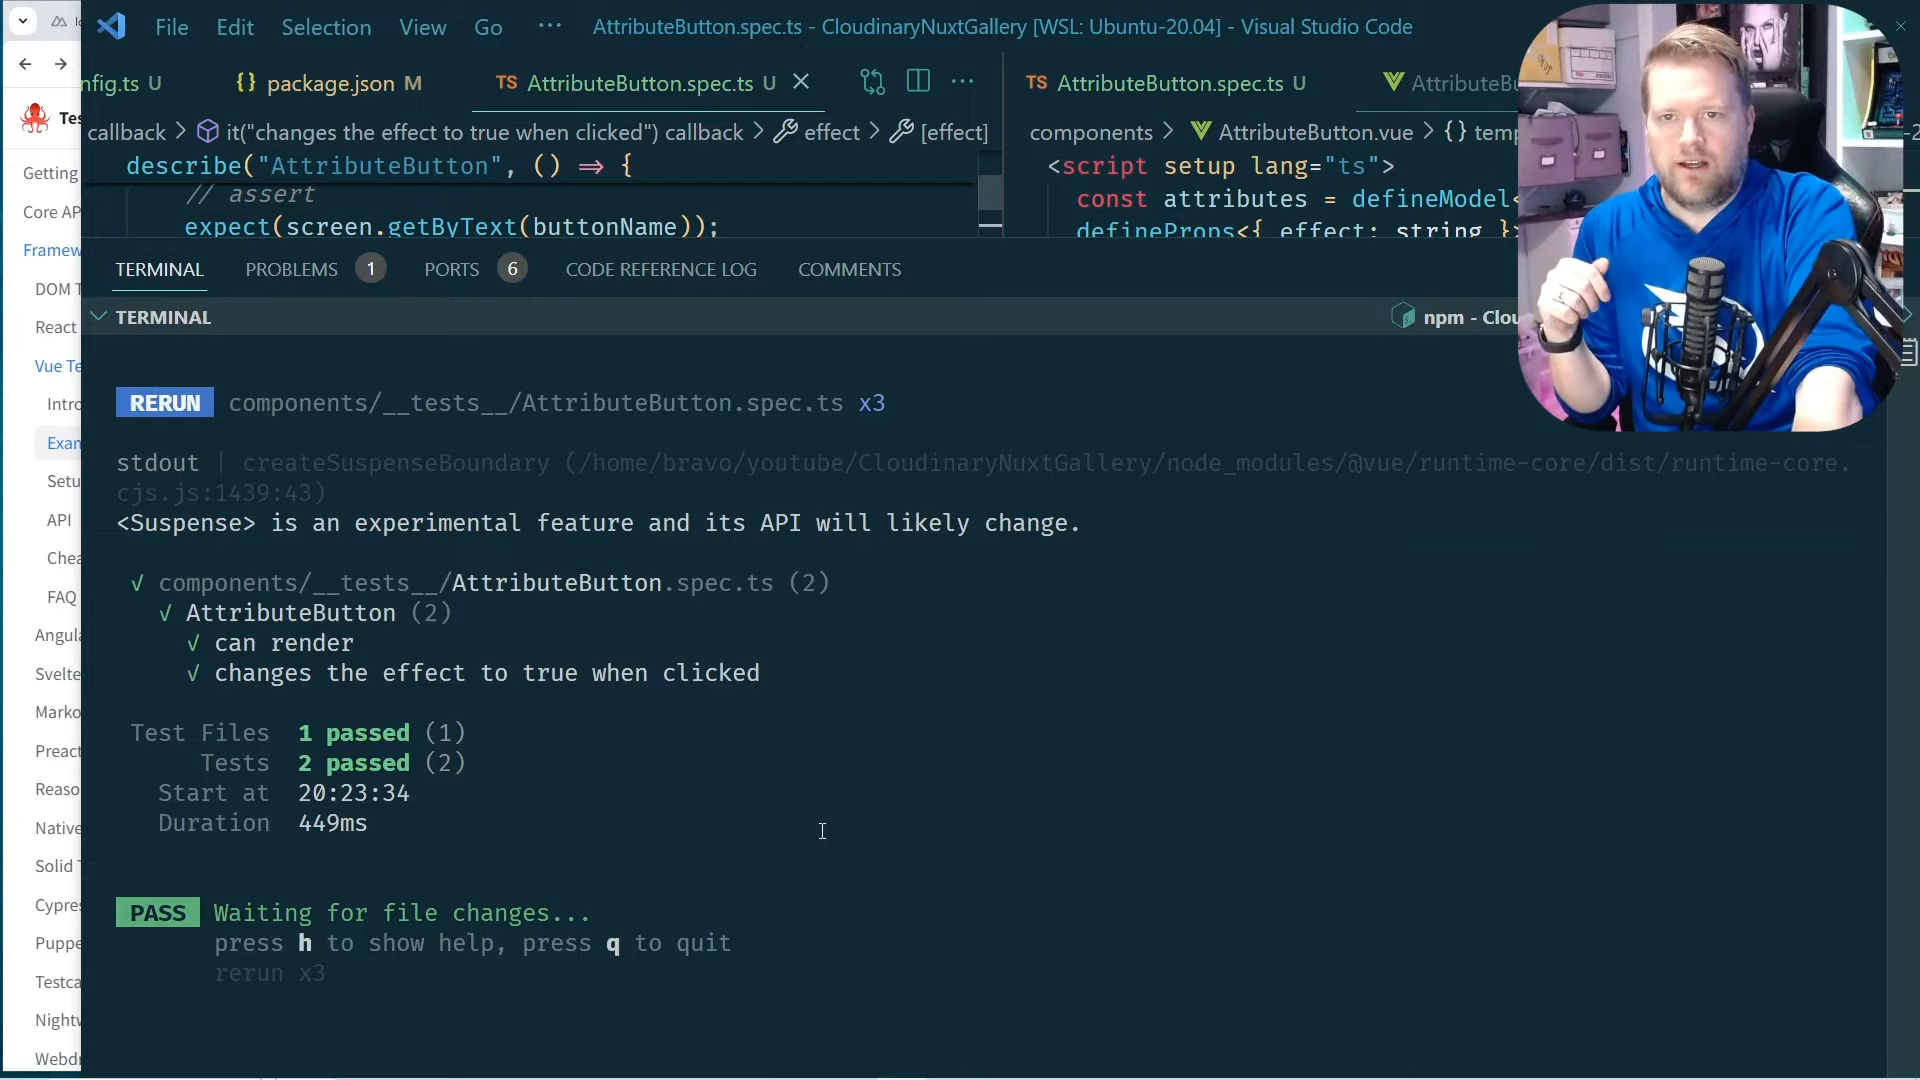 File Edit Selection View Go ··· AttributeButton.spec.ts - CloudinaryNuxtGallery [WSL: Ubuntu-20.04] - Visual Studio Code
nfig.ts U {} package.json M TS AttributeButton.spec.ts U
TS AttributeButton.spec.ts U AttributeBu
callback > it("changes the effect to true when clicked") callback > effect > [effect]
components > AttributeButton.vue > {} temp
describe("AttributeButton", () => {
// assert
expect(screen.getByText(buttonName));
<script setup lang="ts">
const attributes = defineModel<
defineProps<{ effect: string }>
Tes
Getting
Core AP
Framew
DOM T
React
Vue Te
Intro
Exan
Setu
API
Chea
FAQ
Angula
Svelte
Marko
Preact
Reaso
Native
Solid T
Cypres
Puppe
Testca
Nightw
Webdr
TERMINAL PROBLEMS 1 PORTS 6 CODE REFERENCE LOG COMMENTS
TERMINAL
npm - Clou
RERUN components/__tests__/AttributeButton.spec.ts x3
stdout | createSuspenseBoundary (/home/bravo/youtube/CloudinaryNuxtGallery/node_modules/@vue/runtime-core/dist/runtime-core.
cjs.js:1439:43)
<Suspense> is an experimental feature and its API will likely change.
√ components/__tests__/AttributeButton.spec.ts (2)
√ AttributeButton (2)
√ can render
√ changes the effect to true when clicked
Test Files 1 passed (1)
Tests 2 passed (2)
Start at 20:23:34
Duration 449ms
PASS Waiting for file changes...
press h to show help, press q to quit
rerun x3